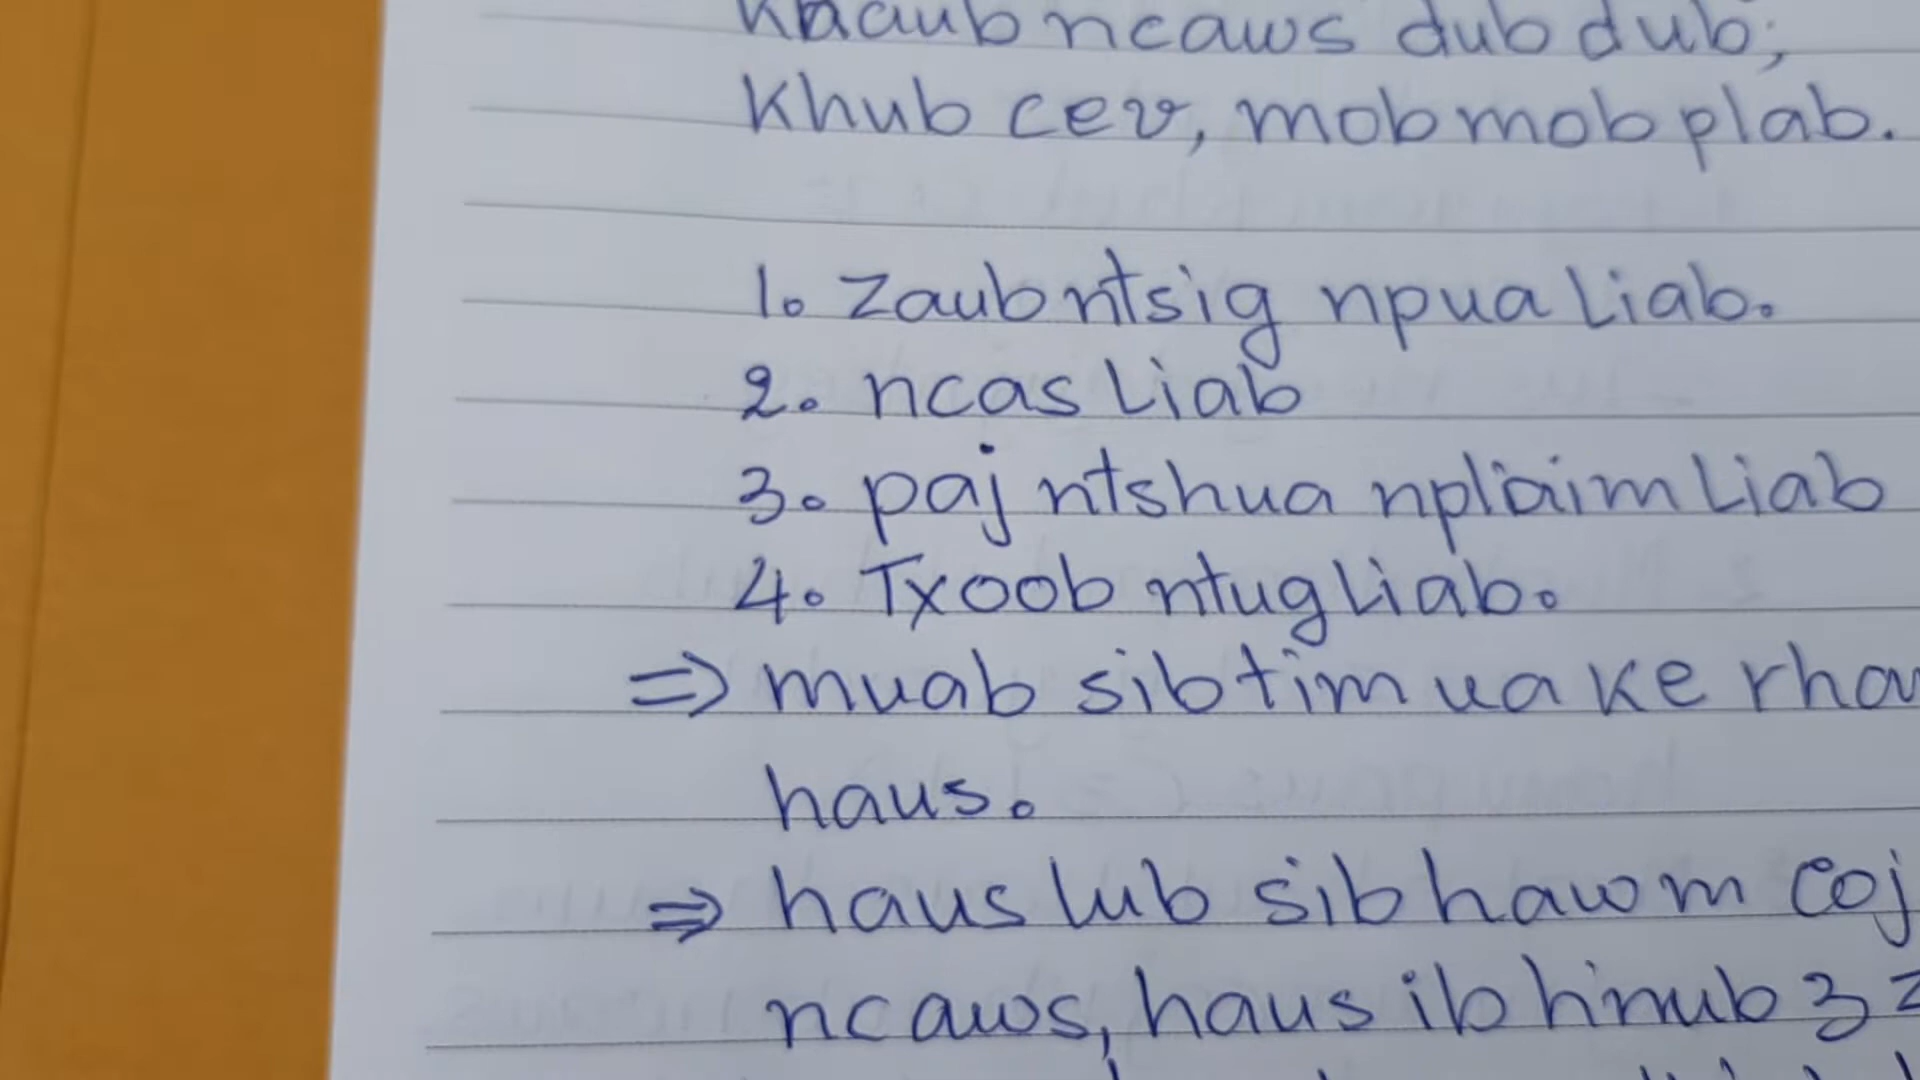 ncaws dub dub;
Khub cev, mob mob plab.
1. Zaub ntsig npua Liab.
2. ncas Liab
3. paj ntshua nplaim Liab
4. Txoob ntug Liab.
⇒ muab sib tim ua ke rhau
haus.
⇒ haus lub sib hawm coj
ncaws, haus ib hnub 3